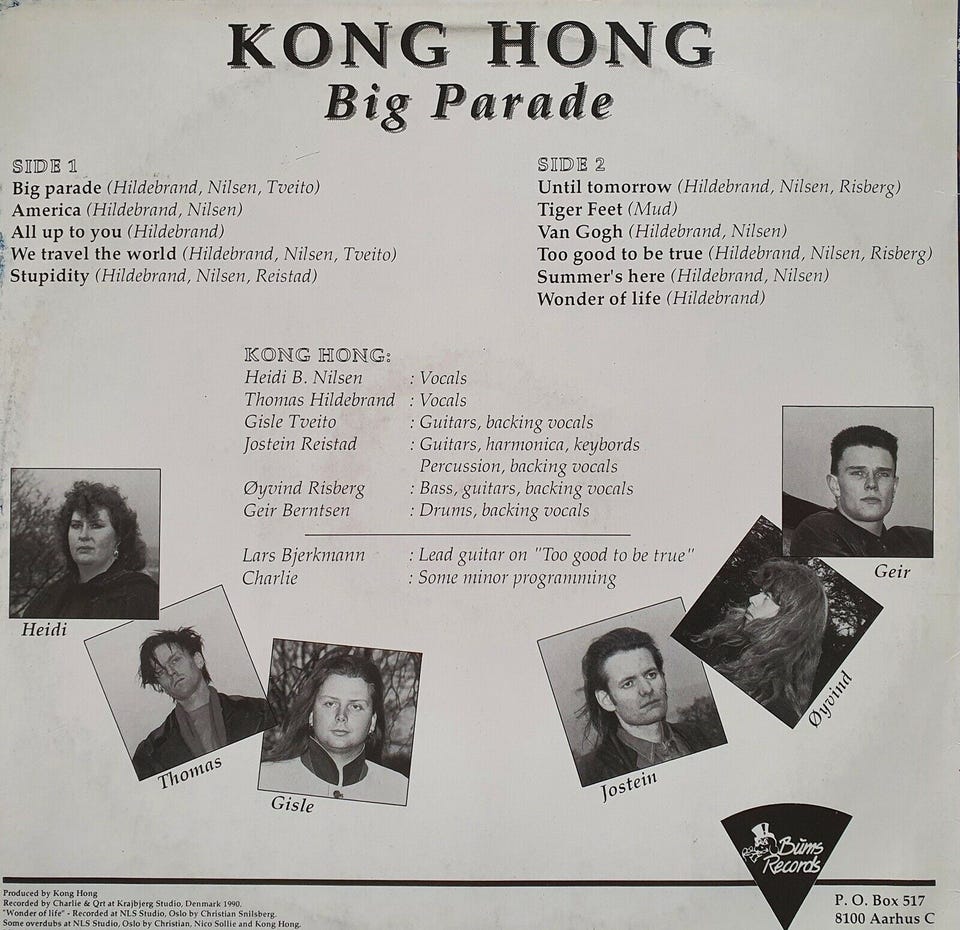 KONG HONG
Big Parade
SIDE 1
Big parade (Hildebrand, Nilsen, Tveito)
America (Hildebrand, Nilsen)
All up to you (Hildebrand)
We travel the world (Hildebrand, Nilsen, Tveito)
Stupidity (Hildebrand, Nilsen, Reistad)
SIDE 2
Until tomorrow (Hildebrand, Nilsen, Risberg)
Tiger Feet (Mud)
Van Gogh (Hildebrand, Nilsen)
Too good to be true (Hildebrand, Nilsen, Risberg)
Summer's here (Hildebrand, Nilsen)
Wonder of life (Hildebrand)
KONG HONG:
Heidi B. Nilsen : Vocals
Thomas Hildebrand : Vocals
Gisle Tveito : Guitars, backing vocals
Jostein Reistad : Guitars, harmonica, keybords
Percussion, backing vocals
Øyvind Risberg : Bass, guitars, backing vocals
Geir Berntsen : Drums, backing vocals
Lars Bjerkmann : Lead guitar on "Too good to be true"
Charlie : Some minor programming
Heidi
Thomas
Gisle
Jostein
Øyvind
Geir
Bŭms
Records
Produced by Kong Hong
Recorded by Charlie & Qrt at Krajbjerg Studio, Denmark 1990.
"Wonder of life" - Recorded at NLS Studio, Oslo by Christian Snilsberg.
Some overdubs at NLS Studio, Oslo by Christian, Nico Sollie and Kong Hong.
P. O. Box 517
8100 Aarhus C